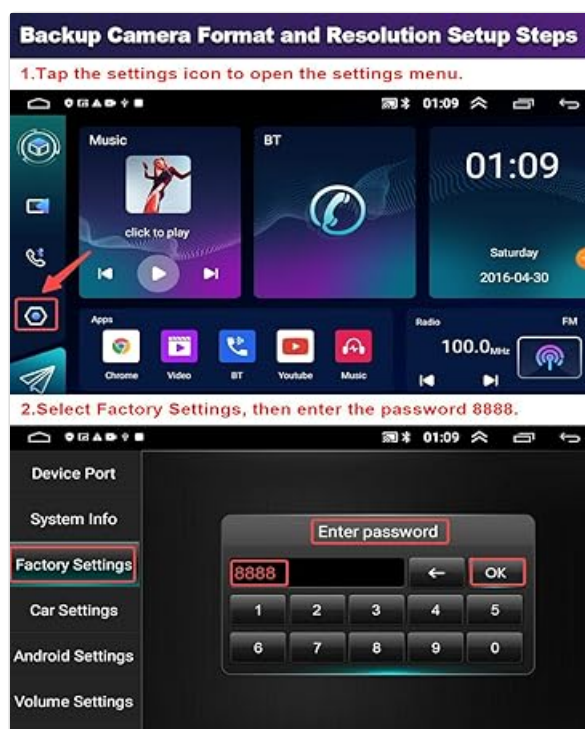 Backup Camera Format and Resolution Setup Steps
1.Tap the settings icon to open the settings menu.
01:09
Music
BT
01:09
click to play
Saturday
2016-04-30
Apps
Radio
FM
100.0MHz
Chrome
Video
BT
Youtube
Music
2.Select Factory Settings, then enter the password 8888.
01:09
Device Port
System Info
Enter password
Factory Settings
8888
OK
Car Settings
1 2 3 4 5
Android Settings
6 7 8 9 0
Volume Settings